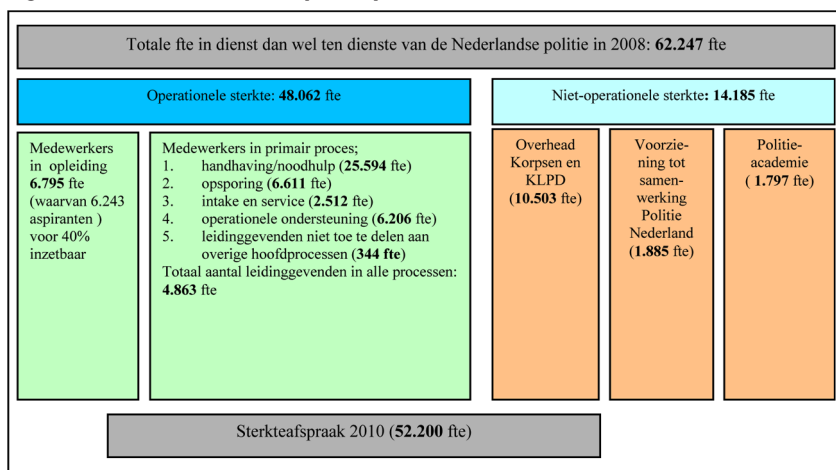 Totale fte in dienst dan wel ten dienste van de Nederlandse politie in 2008: 62.247 fte
Operationele sterkte: 48.062 fte
Niet-operationele sterkte: 14.185 fte
Medewerkers
in opleiding
6.795 fte
(waarvan 6.243
aspiranten )
voor 40%
inzetbaar
Medewerkers in primair proces;
1. handhaving/noodhulp (25.594 fte)
2. opsporing (6.611 fte)
3. intake en service (2.512 fte)
4. operationele ondersteuning (6.206 fte)
5. leidinggevenden niet toe te delen aan
overige hoofdprocessen (344 fte)
Totaal aantal leidinggevenden in alle processen:
4.863 fte
Overhead
Korpsen en
KLPD
(10.503 fte)
Voorzie-
ning tot
samen-
werking
Politie
Nederland
(1.885 fte)
Politie-
academie
( 1.797 fte)
Sterkteafspraak 2010 (52.200 fte)